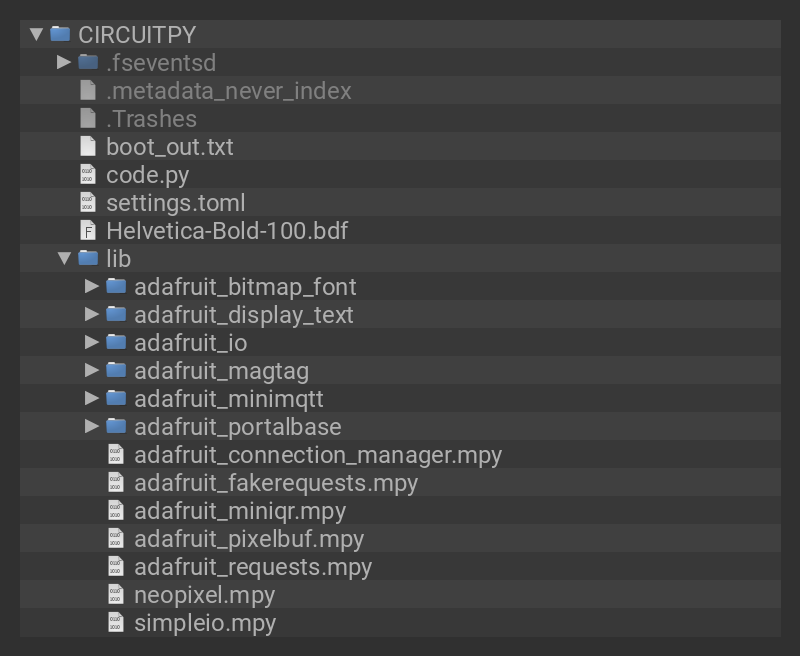 CIRCUITPY
.fseventsd
.metadata_never_index
.Trashes
boot_out.txt
code.py
settings.toml
Helvetica-Bold-100.bdf
lib
adafruit_bitmap_font
adafruit_display_text
adafruit_io
adafruit_magtag
adafruit_minimqtt
adafruit_portalbase
adafruit_connection_manager.mpy
adafruit_fakerequests.mpy
adafruit_miniqr.mpy
adafruit_pixelbuf.mpy
adafruit_requests.mpy
neopixel.mpy
simpleio.mpy